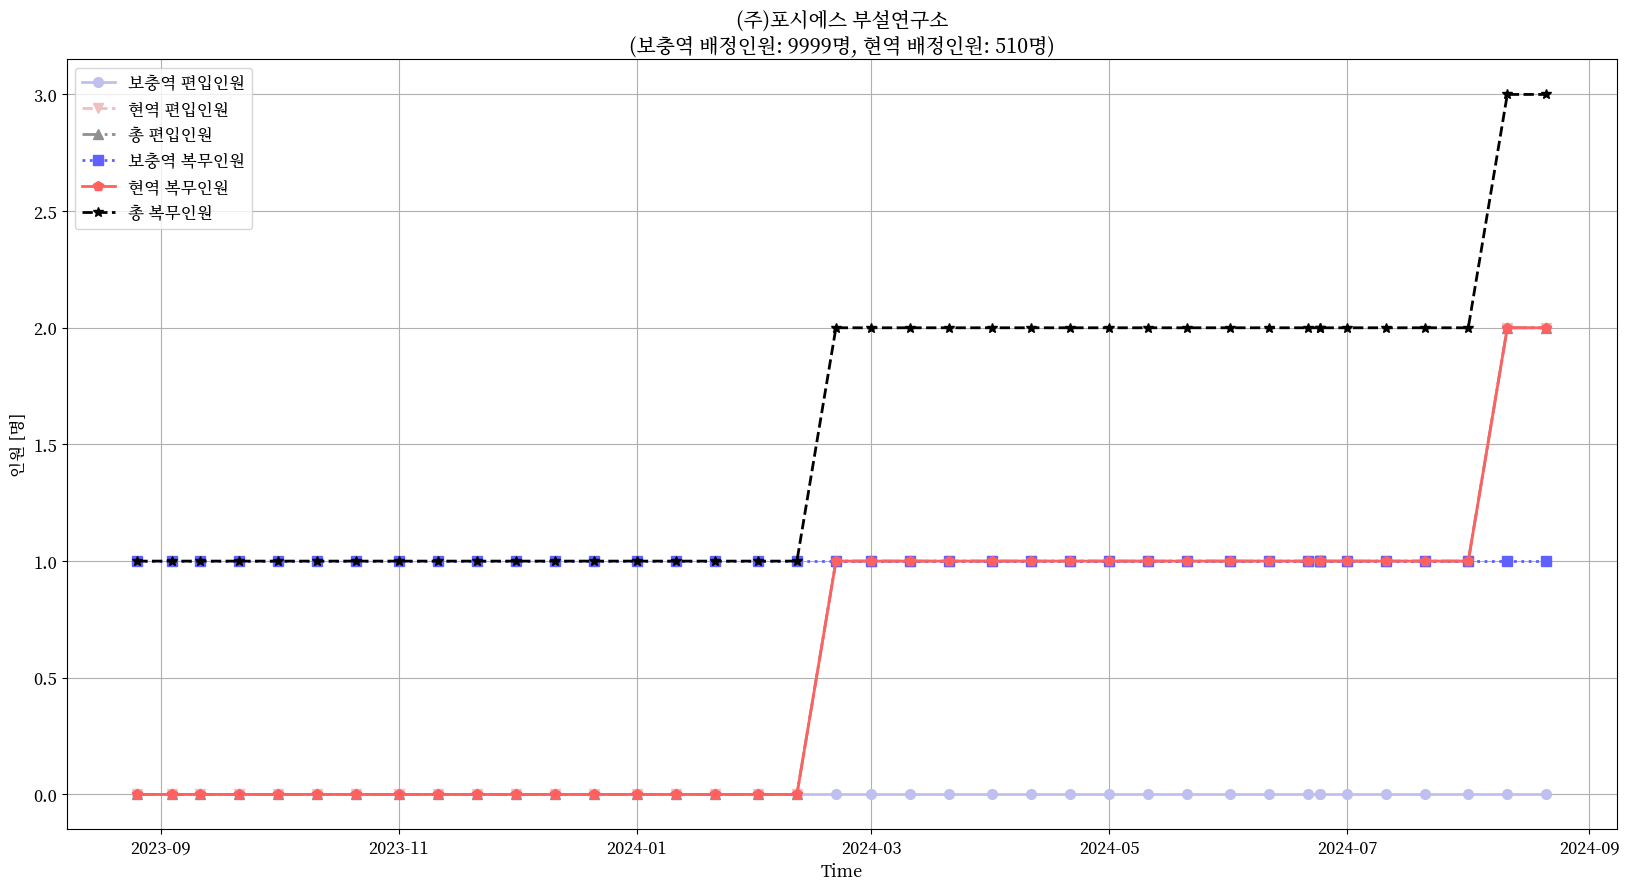 (주)포시에스 부설연구소
(보충역 배정인원: 9999명, 현역 배정인원: 510명)
보충역 편입인원
현역 편입인원
총 편입인원
보충역 복무인원
현역 복무인원
총 복무인원
인원 [명]
3.0
2.5
2.0
1.5
1.0
0.5
0.0
2023-09
2023-11
2024-01
2024-03
2024-05
2024-07
2024-09
Time